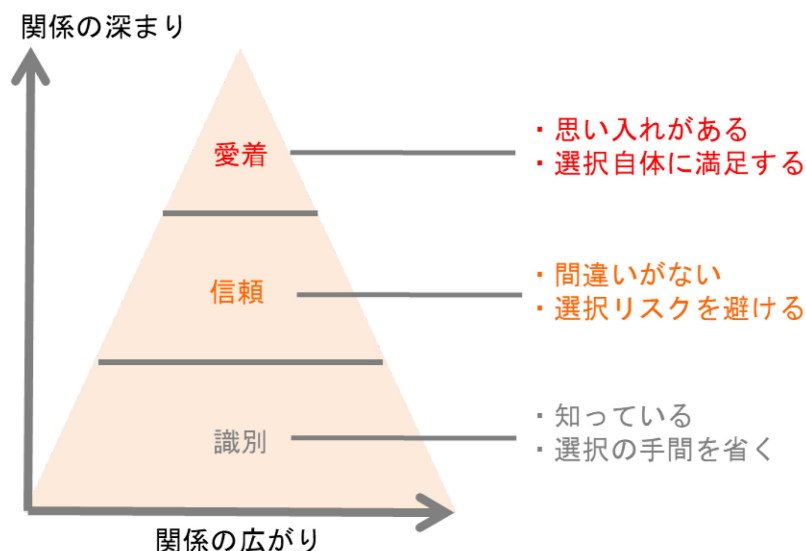 関係の深まり
愛着
・思い入れがある
・選択自体に満足する
信頼
・間違いがない
・選択リスクを避ける
識別
・知っている
・選択の手間を省く
関係の広がり